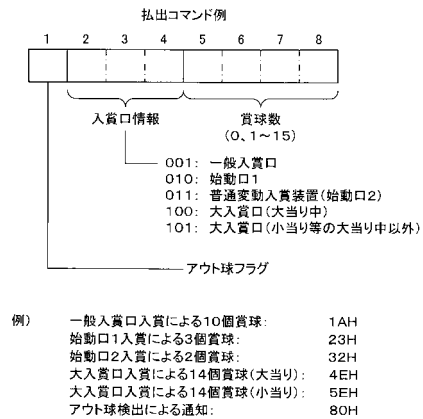 払出コマンド例
1 2 3 4 5 6 7 8
入賞口情報 賞球数
(0、1~15)
001: 一般入賞口
010: 始動口1
011: 普通変動入賞装置(始動口2)
100: 大入賞口(大当り中)
101: 大入賞口(小当り等の大当り中以外)
アウト球フラグ
例) 一般入賞口入賞による10個賞球: 1AH
始動口1入賞による3個賞球: 23H
始動口2入賞による2個賞球: 32H
大入賞口入賞による14個賞球(大当り): 4EH
大入賞口入賞による14個賞球(小当り): 5EH
アウト球検出による通知: 80H